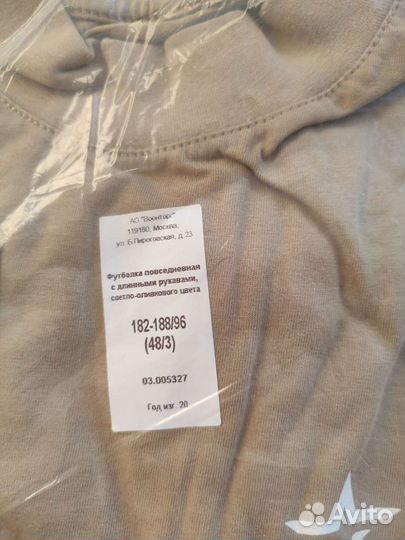 АО "Военторг"
119160, Москва,
ул. Б.Пироговская, д. 23
Футболка повседневная
с длинными рукавами,
светло-оливкового цвета
182-188/96
(48/3)
03.005327
Год изг. 20
Avito